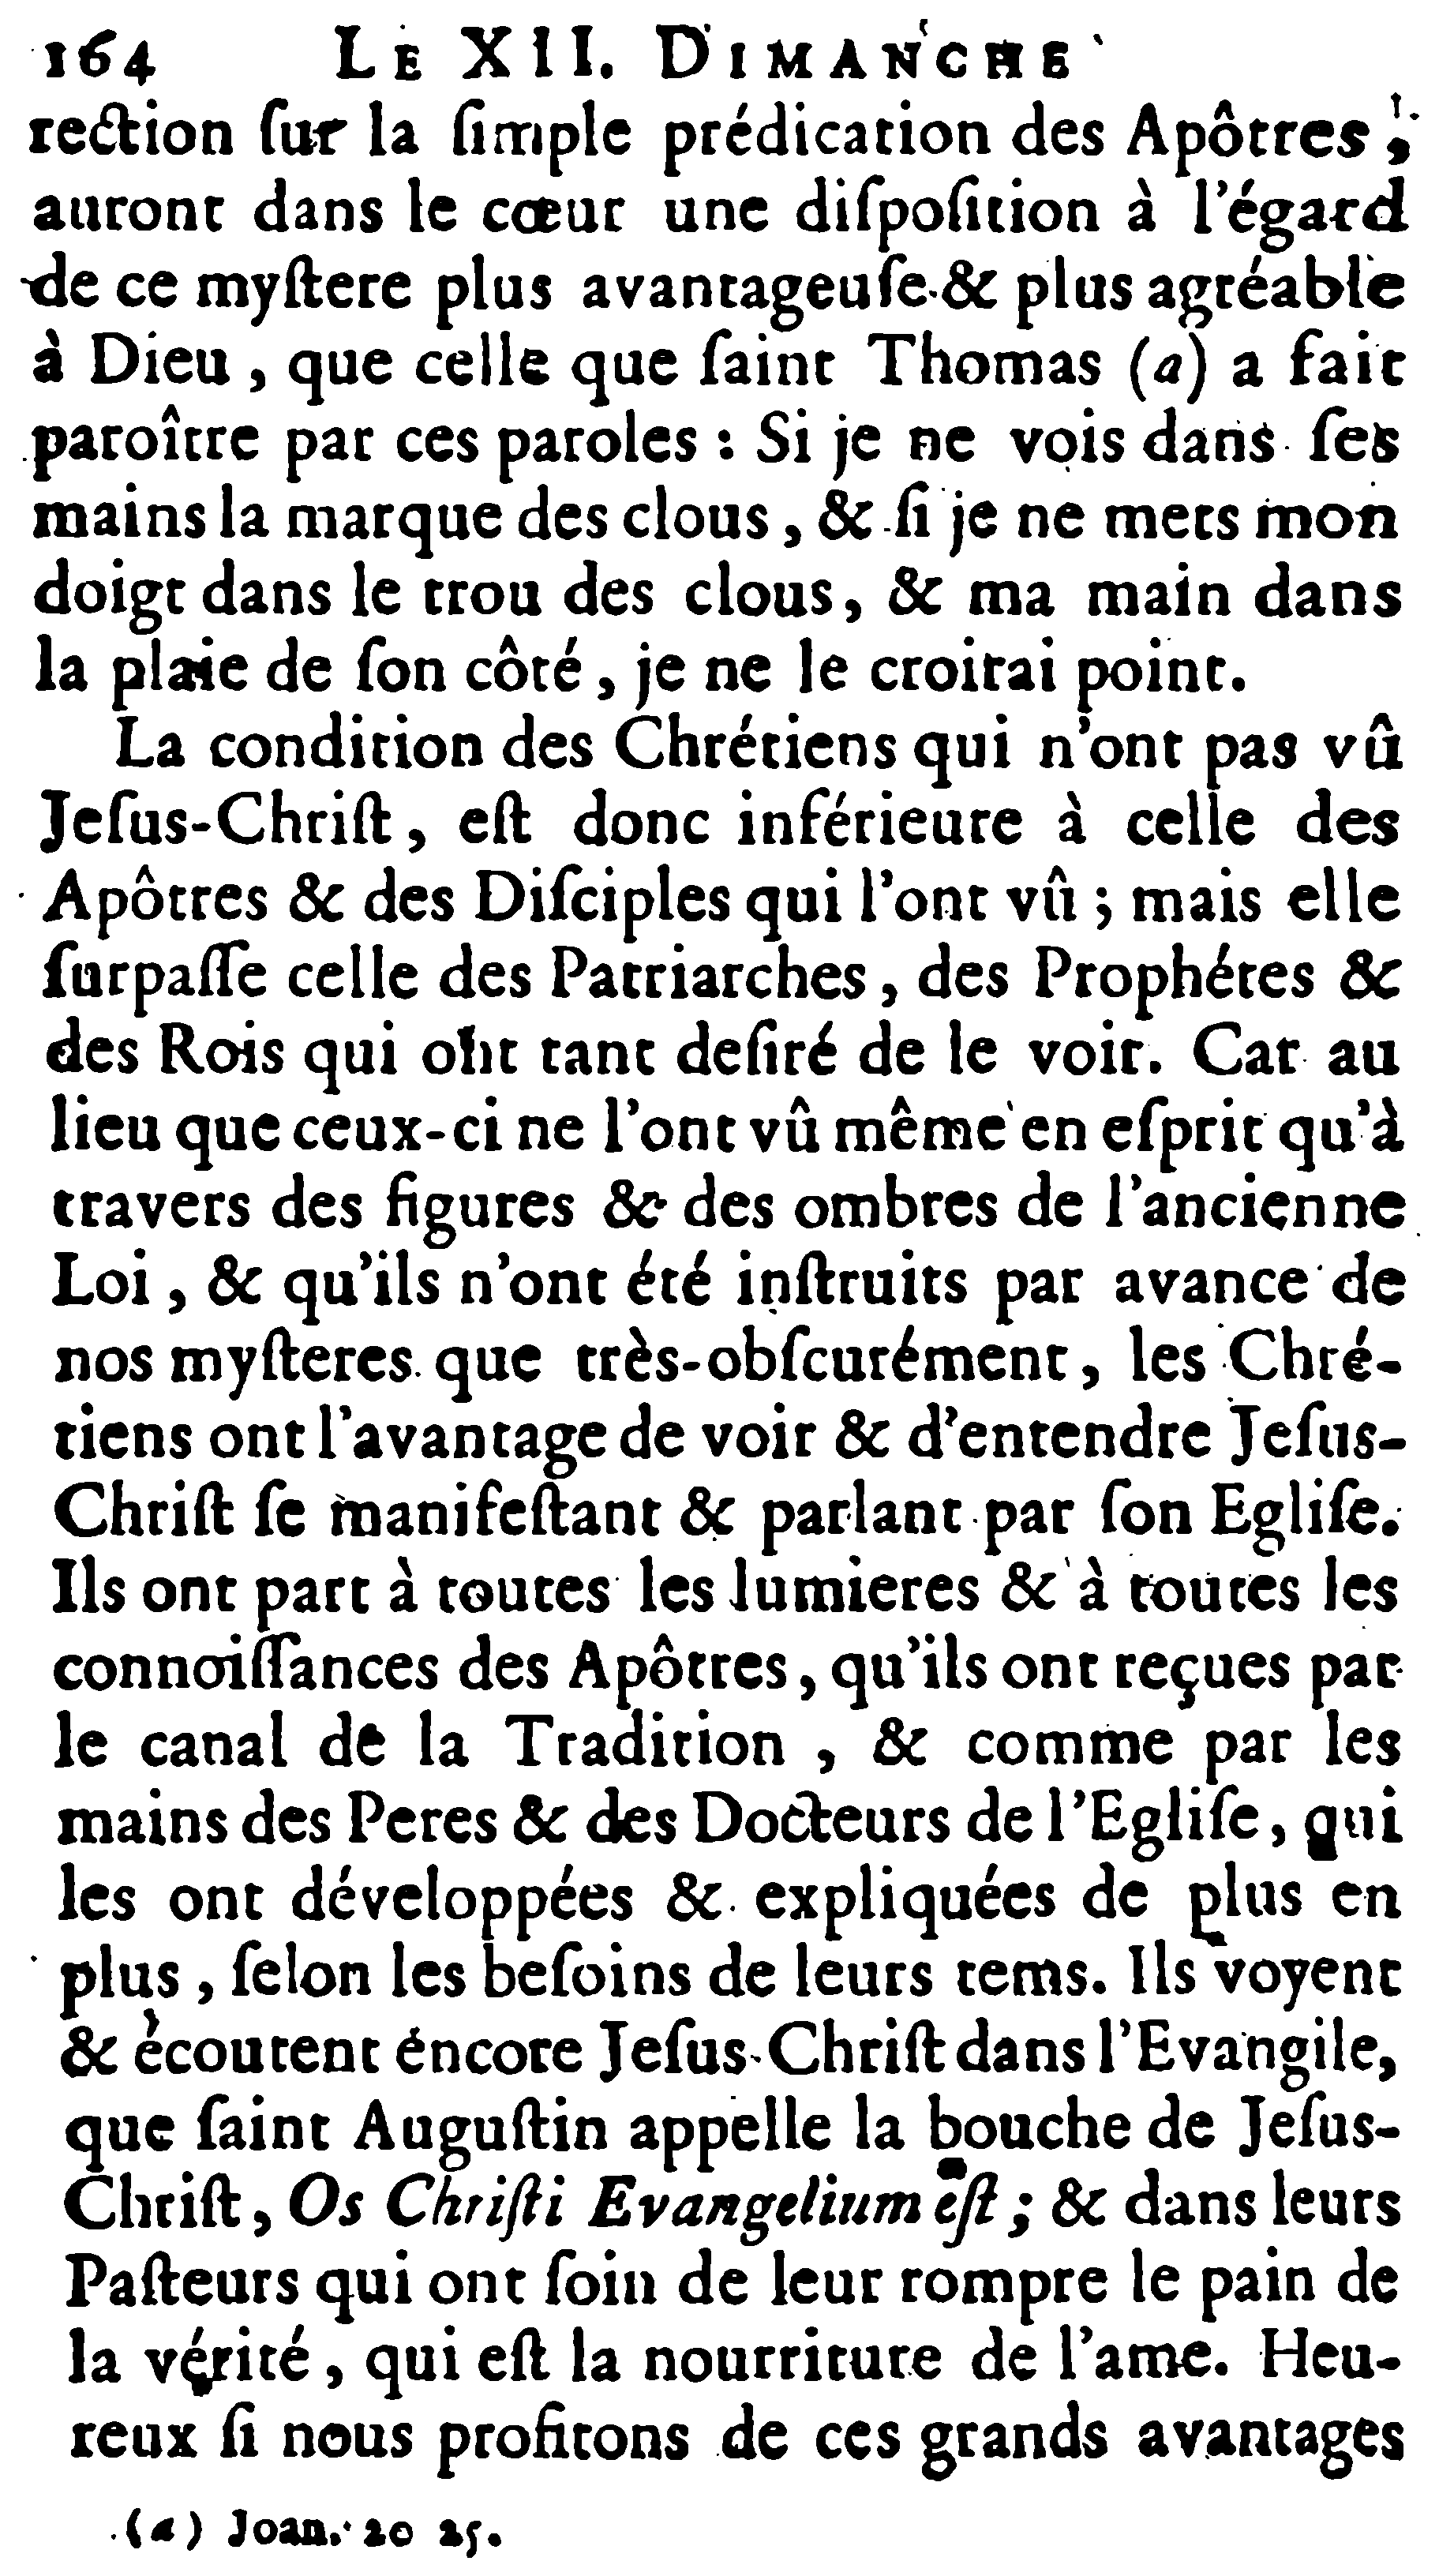 164 LE XII. DIMANCHE
rection ſur la ſimple prédication des Apôtres,
auront dans le cœur une diſpoſition à l'égard
de ce myſtere plus avantageuſe & plus agréable
à Dieu, que celle que ſaint Thomas (a) a fait
paroître par ces paroles : Si je ne vois dans ſes
mains la marque des clous, & ſi je ne mets mon
doigt dans le trou des clous, & ma main dans
la plaie de ſon côté, je ne le croirai point.
La condition des Chrétiens qui n'ont pas vû
Jeſus-Chriſt, eſt donc inférieure à celle des
Apôtres & des Diſciples qui l'ont vû ; mais elle
ſurpaſſe celle des Patriarches, des Prophétes &
des Rois qui ont tant deſiré de le voir. Car au
lieu que ceux-ci ne l'ont vû même en eſprit qu'à
travers des figures & des ombres de l'ancienne
Loi, & qu'ils n'ont été inſtruits par avance de
nos myſteres que très-obſcurément, les Chré-
tiens ont l'avantage de voir & d'entendre Jeſus-
Chriſt ſe manifeſtant & parlant par ſon Egliſe.
Ils ont part à toutes les lumieres & à toutes les
connoiſſances des Apôtres, qu'ils ont reçues par
le canal de la Tradition, & comme par les
mains des Peres & des Docteurs de l'Egliſe, qui
les ont développées & expliquées de plus en
plus, ſelon les beſoins de leurs tems. Ils voyent
& écoutent encore Jeſus-Chriſt dans l'Evangile,
que ſaint Auguſtin appelle la bouche de Jeſus-
Chriſt, Os Chriſti Evangelium eſt ; & dans leurs
Paſteurs qui ont ſoin de leur rompre le pain de
la vérité, qui eſt la nourriture de l'ame. Heu-
reux ſi nous profitons de ces grands avantages
(a) Joan. 20 25.